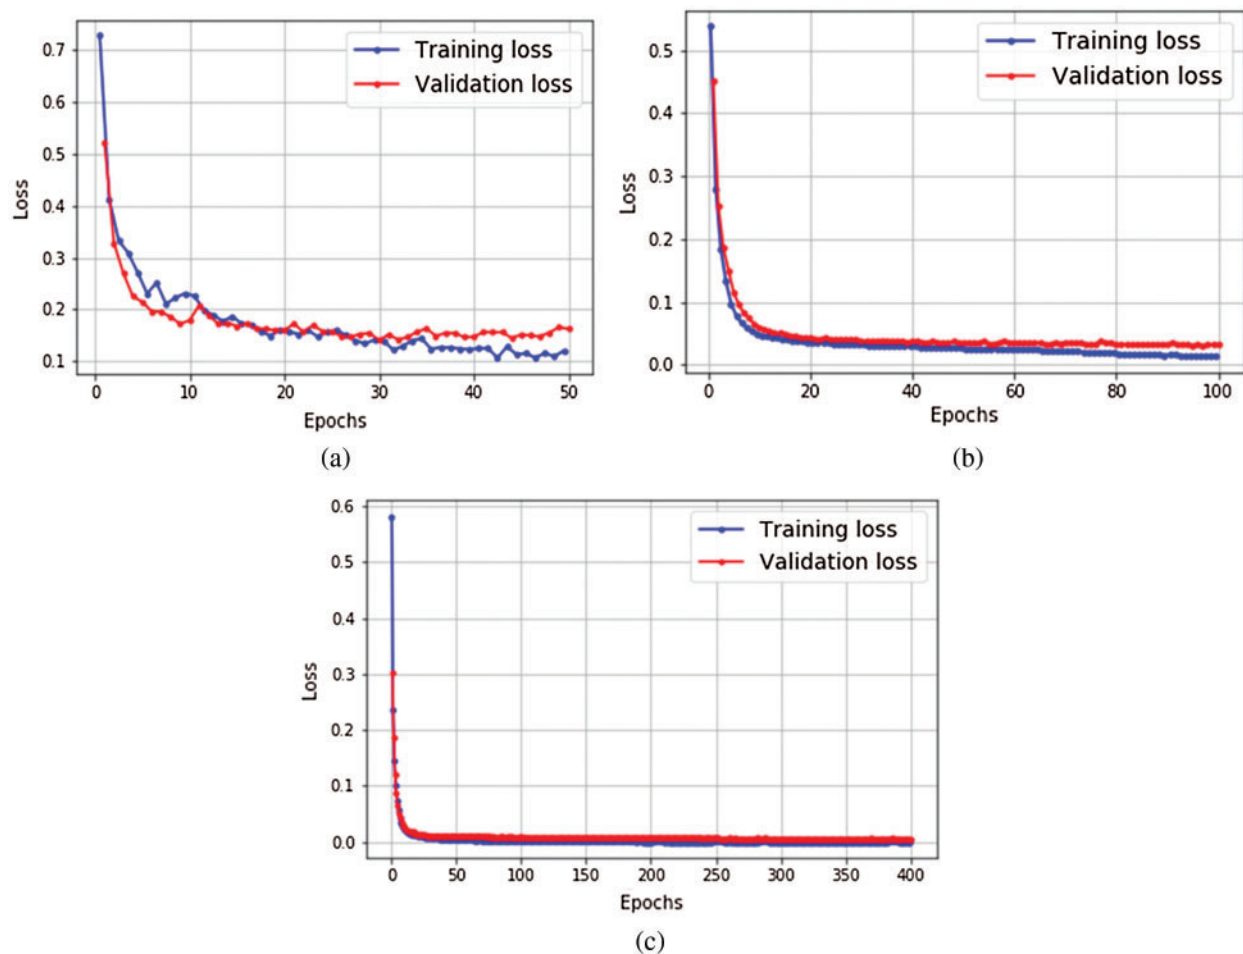 Training loss
Validation loss
0.7
0.6
0.5
0.4
0.3
0.2
0.1
Loss
0 10 20 30 40 50
Epochs
(a)
Training loss
Validation loss
0.5
0.4
0.3
0.2
0.1
0.0
Loss
0 20 40 60 80 100
Epochs
(b)
Training loss
Validation loss
0.6
0.5
0.4
0.3
0.2
0.1
0.0
Loss
0 50 100 150 200 250 300 350 400
Epochs
(c)